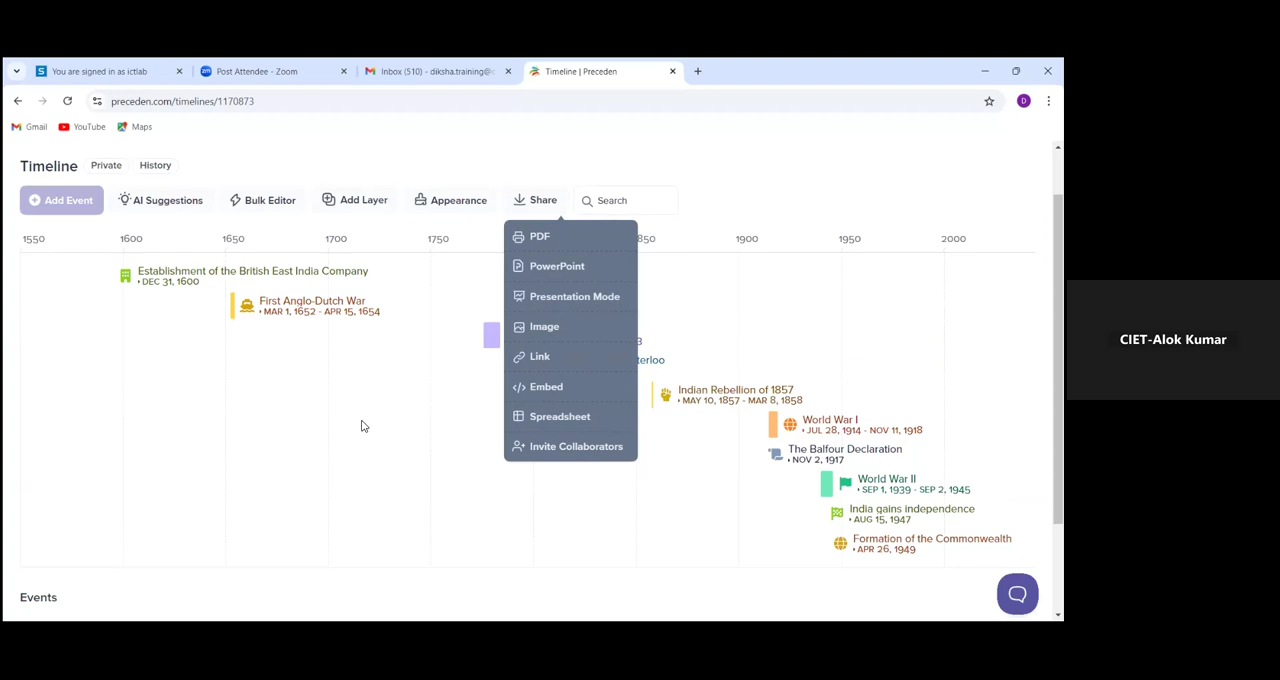 You are signed in as ictlab
Post Attendee - Zoom
Inbox (510) - diksha.training@
Timeline | Preceden
preceden.com/timelines/1170873
D
Gmail
YouTube
Maps
Timeline
Private
History
Add Event
AI Suggestions
Bulk Editor
Add Layer
Appearance
Share
Search
1550
1600
1650
1700
1750
850
1900
1950
2000
PDF
PowerPoint
Presentation Mode
Image
Link
Embed
Spreadsheet
Invite Collaborators
Establishment of the British East India Company
DEC 31, 1600
First Anglo-Dutch War
MAR 1, 1652 - APR 15, 1654
3
terloo
Indian Rebellion of 1857
MAY 10, 1857 - MAR 8, 1858
World War I
JUL 28, 1914 - NOV 11, 1918
The Balfour Declaration
NOV 2, 1917
World War II
SEP 1, 1939 - SEP 2, 1945
India gains independence
AUG 15, 1947
Formation of the Commonwealth
APR 26, 1949
Events
CIET-Alok Kumar